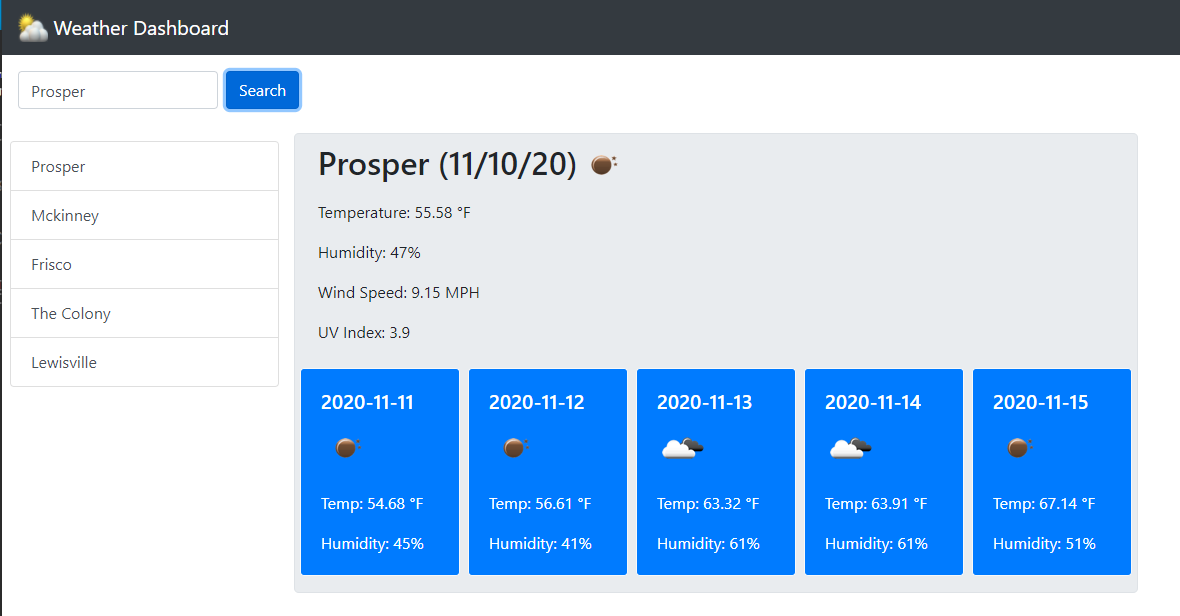 Weather Dashboard
Prosper
Search
Prosper
Mckinney
Frisco
The Colony
Lewisville
Prosper (11/10/20)
Temperature: 55.58 °F
Humidity: 47%
Wind Speed: 9.15 MPH
UV Index: 3.9
2020-11-11
Temp: 54.68 °F
Humidity: 45%
2020-11-12
Temp: 56.61 °F
Humidity: 41%
2020-11-13
Temp: 63.32 °F
Humidity: 61%
2020-11-14
Temp: 63.91 °F
Humidity: 61%
2020-11-15
Temp: 67.14 °F
Humidity: 51%